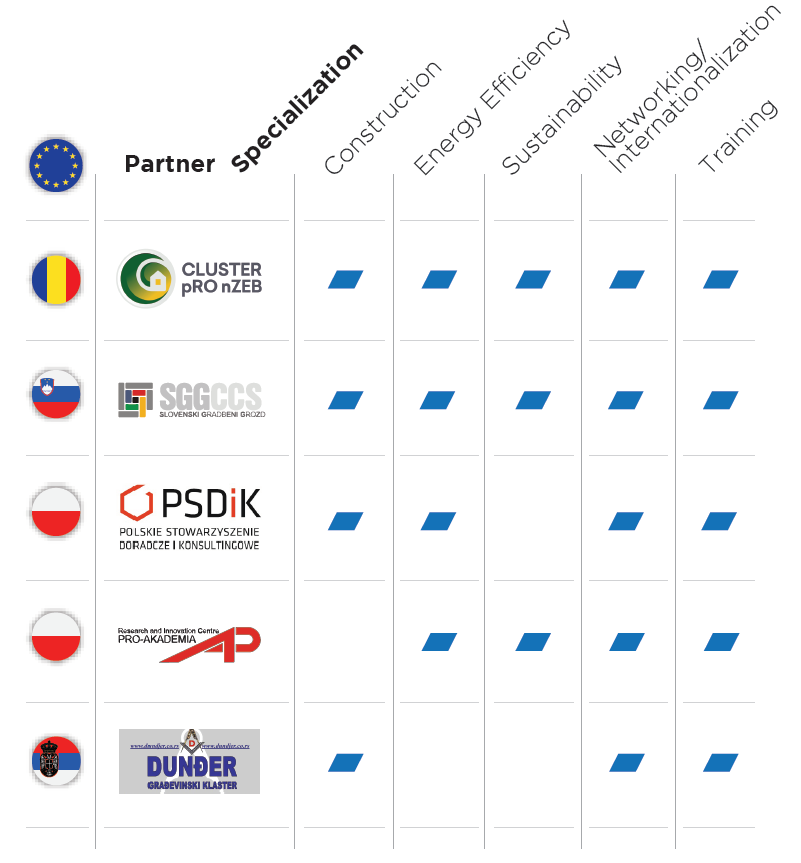 Partner
Specialization
Construction
Energy Efficiency
Sustainability
Networking/
Internationalization
Training
CLUSTER
pRO nZEB
SGGCCS
SLOVENSKI GRADBENI GROZD
PSDiK
POLSKIE STOWARZYSZENIE
DORADCZE I KONSULTINGOWE
Research and Innovation Centre
PRO-AKADEMIA
AP
www.dundjer.co.rs www.dundjer.co.rs
D
DUNĐER
GRAĐEVINSKI KLASTER